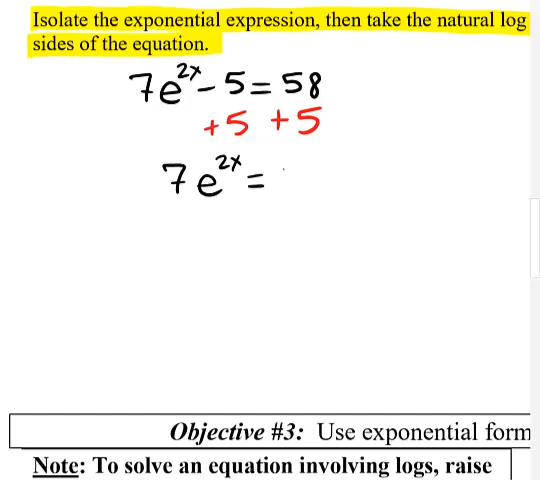 Isolate the exponential expression, then take the natural log
sides of the equation.
7e^{2x} - 5 = 58
+5 +5
7e^{2x} =
Objective #3: Use exponential form
Note: To solve an equation involving logs, raise